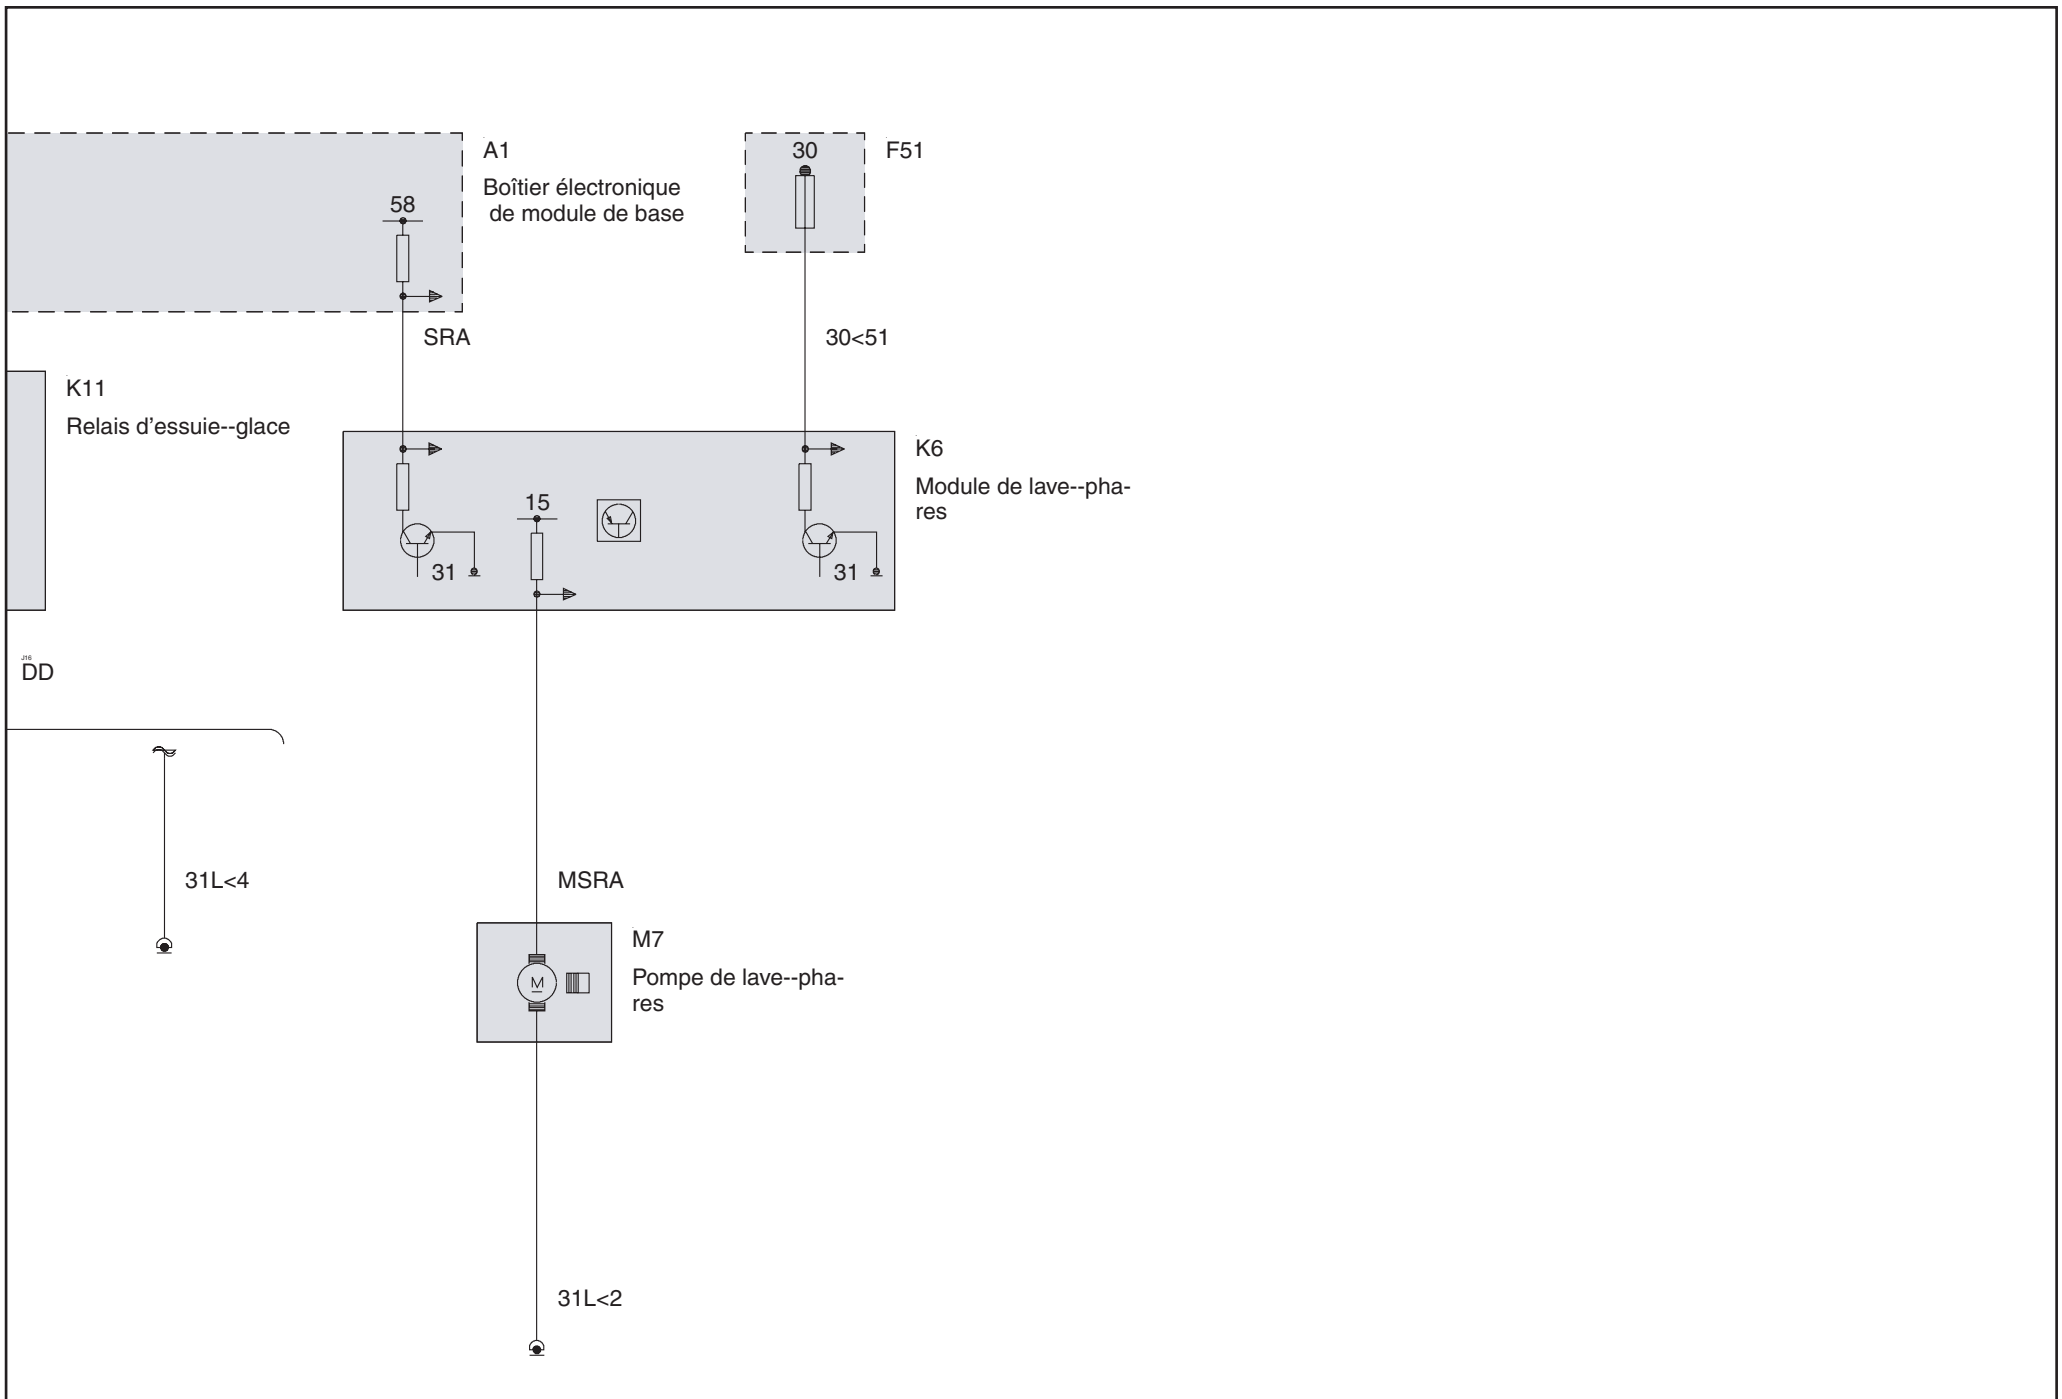 A1
Boîtier électronique
de module de base
58
30
F51
SRA
30<51
K11
Relais d'essuie--glace
K6
Module de lave--pha-
res
15
31
31
J16
DD
31L<4
MSRA
M7
Pompe de lave--pha-
res
M
31L<2